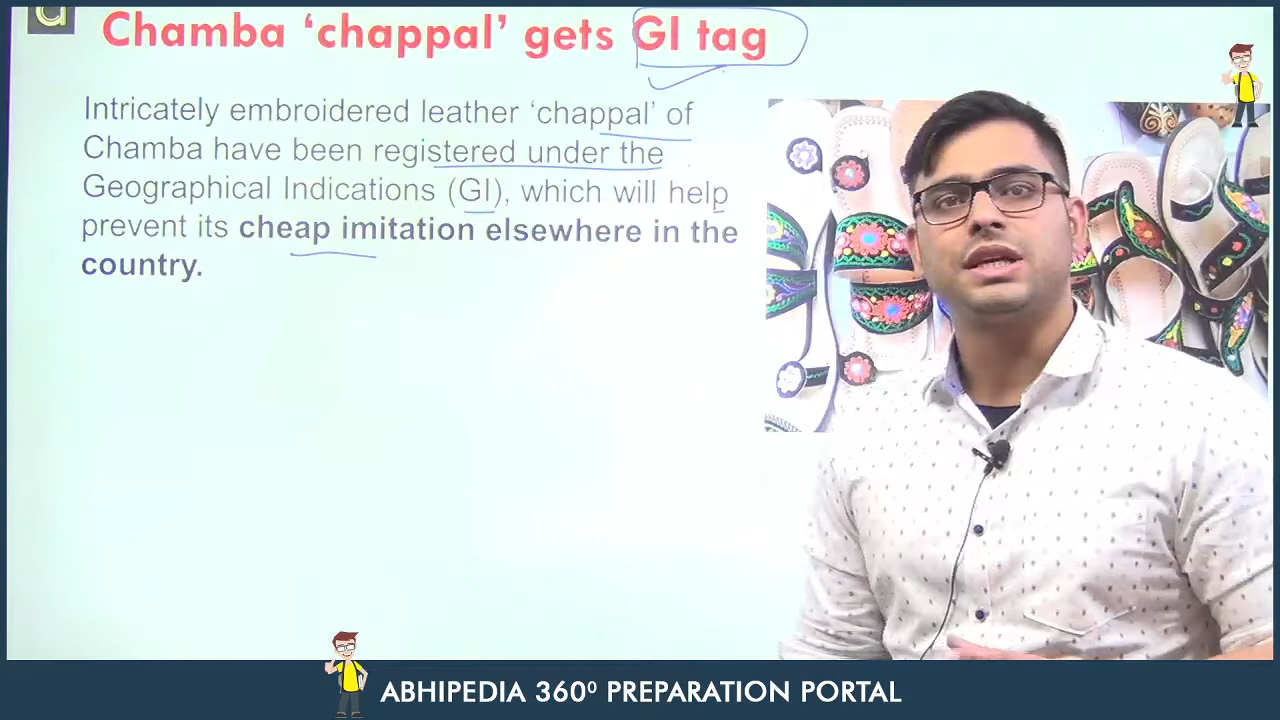 Chamba ‘chappal’ gets GI tag
Intricately embroidered leather ‘chappal’ of
Chamba have been registered under the
Geographical Indications (GI), which will help
prevent its cheap imitation elsewhere in the
country.
ABHIPEDIA 360⁰ PREPARATION PORTAL